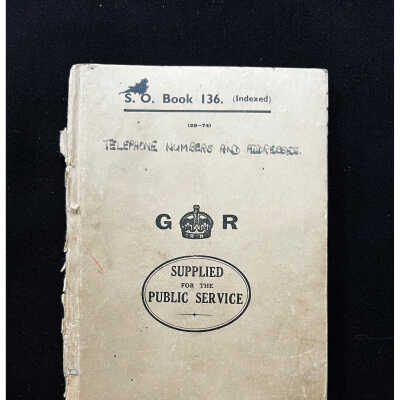 S. O. Book 136. (Indexed)
(28–74)
TELEPHONE NUMBERS AND ADDRESSES.
G R
SUPPLIED
FOR THE
PUBLIC SERVICE